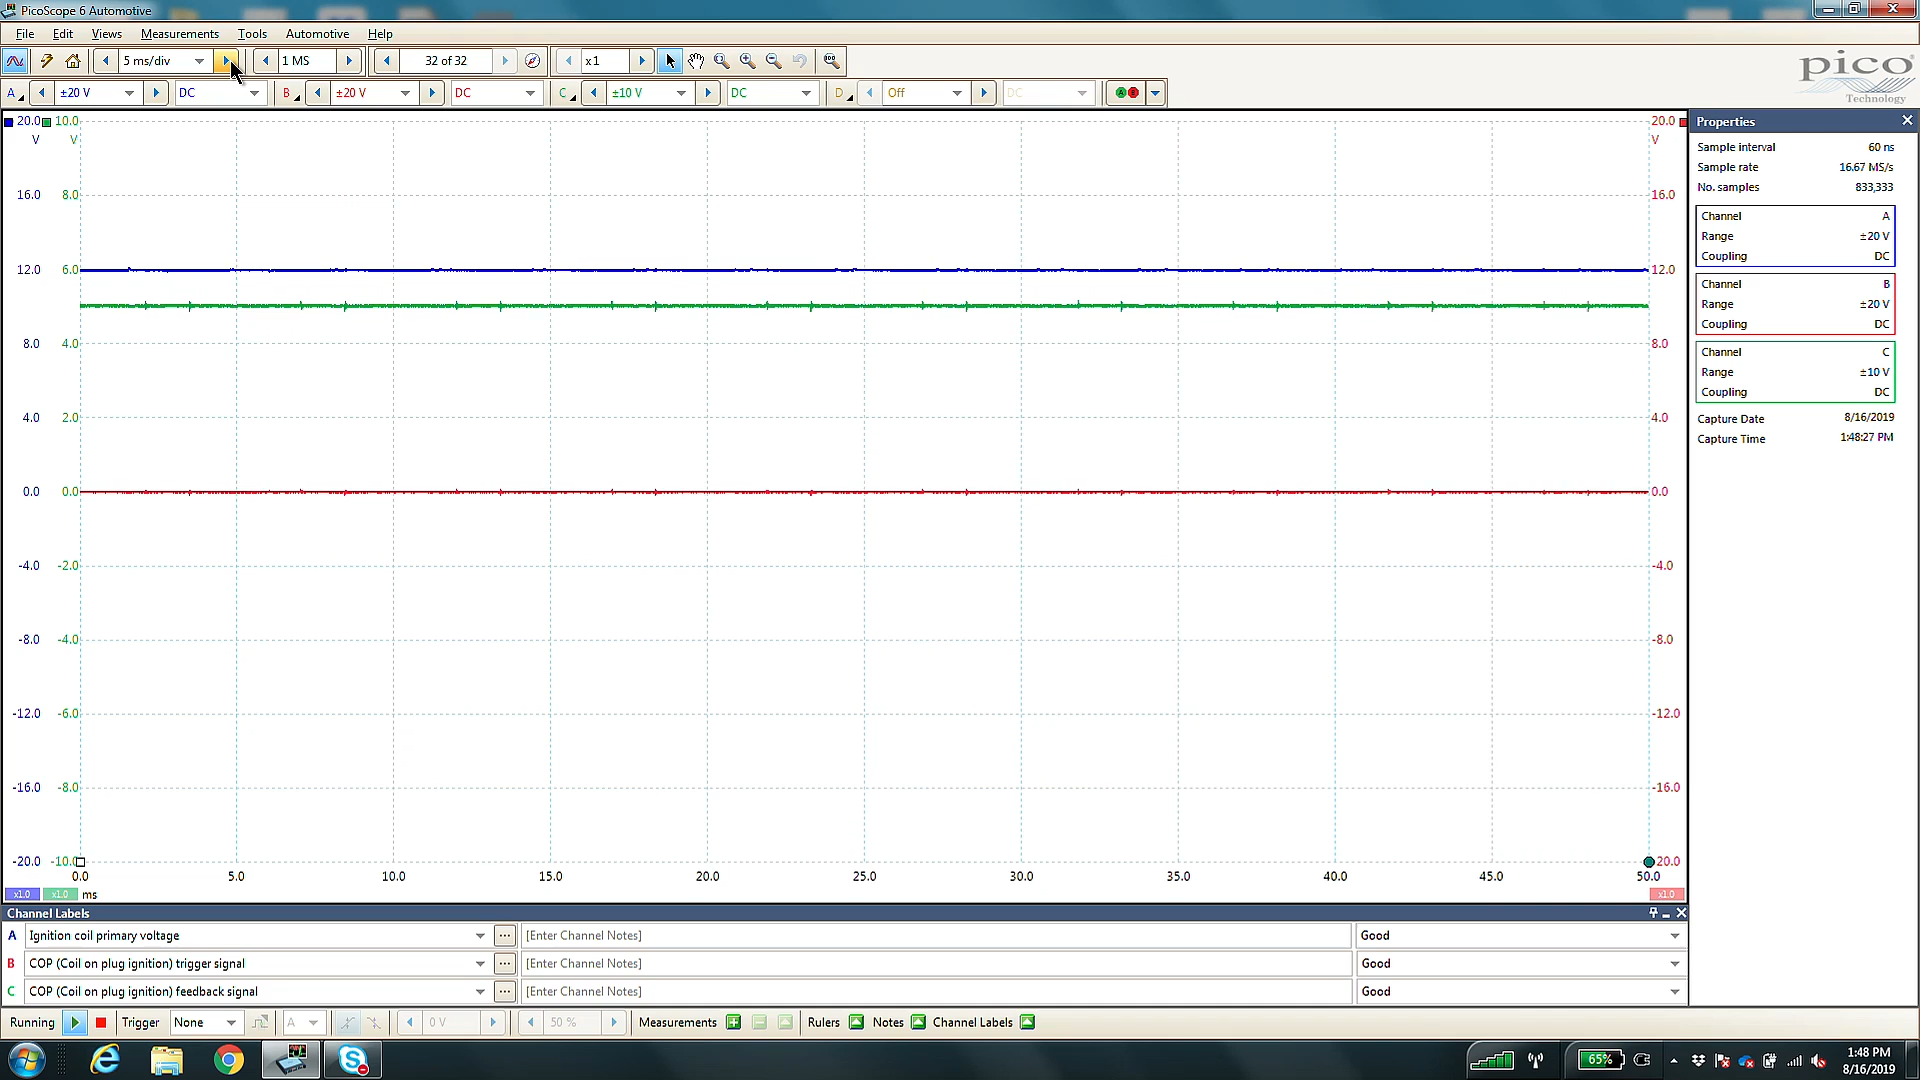 PicoScope 6 Automotive
File Edit Views Measurements Tools Automotive Help
5 ms/div 1 MS 32 of 32 x1
A ±20 V DC B ±20 V DC C ±10 V DC D Off DC
pico
Technology
20.0 10.0 20.0
V V V
16.0 8.0 16.0
12.0 6.0 12.0
8.0 4.0 8.0
4.0 2.0 4.0
0.0 0.0 0.0
-4.0 -2.0 -4.0
-8.0 -4.0 -8.0
-12.0 -6.0 -12.0
-16.0 -8.0 -16.0
-20.0 -10.0 20.0
0.0 5.0 10.0 15.0 20.0 25.0 30.0 35.0 40.0 45.0 50.0
x1.0 x1.0 ms x1.0
Properties
Sample interval 60 ns
Sample rate 16.67 MS/s
No. samples 833,333
Channel A
Range ±20 V
Coupling DC
Channel B
Range ±20 V
Coupling DC
Channel C
Range ±10 V
Coupling DC
Capture Date 8/16/2019
Capture Time 1:48:27 PM
Channel Labels
A Ignition coil primary voltage ... [Enter Channel Notes] Good
B COP (Coil on plug ignition) trigger signal ... [Enter Channel Notes] Good
C COP (Coil on plug ignition) feedback signal ... [Enter Channel Notes] Good
Running Trigger None A 0 V 50 % Measurements Rulers Notes Channel Labels
65% 1:48 PM
8/16/2019